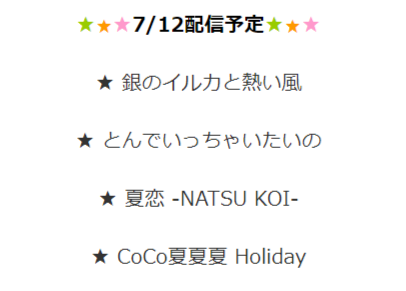 ★★★7/12配信予定★★★
★ 銀のイルカと熱い風
★ とんでいっちゃいたいの
★ 夏恋 -NATSU KOI-
★ CoCo夏夏夏 Holiday